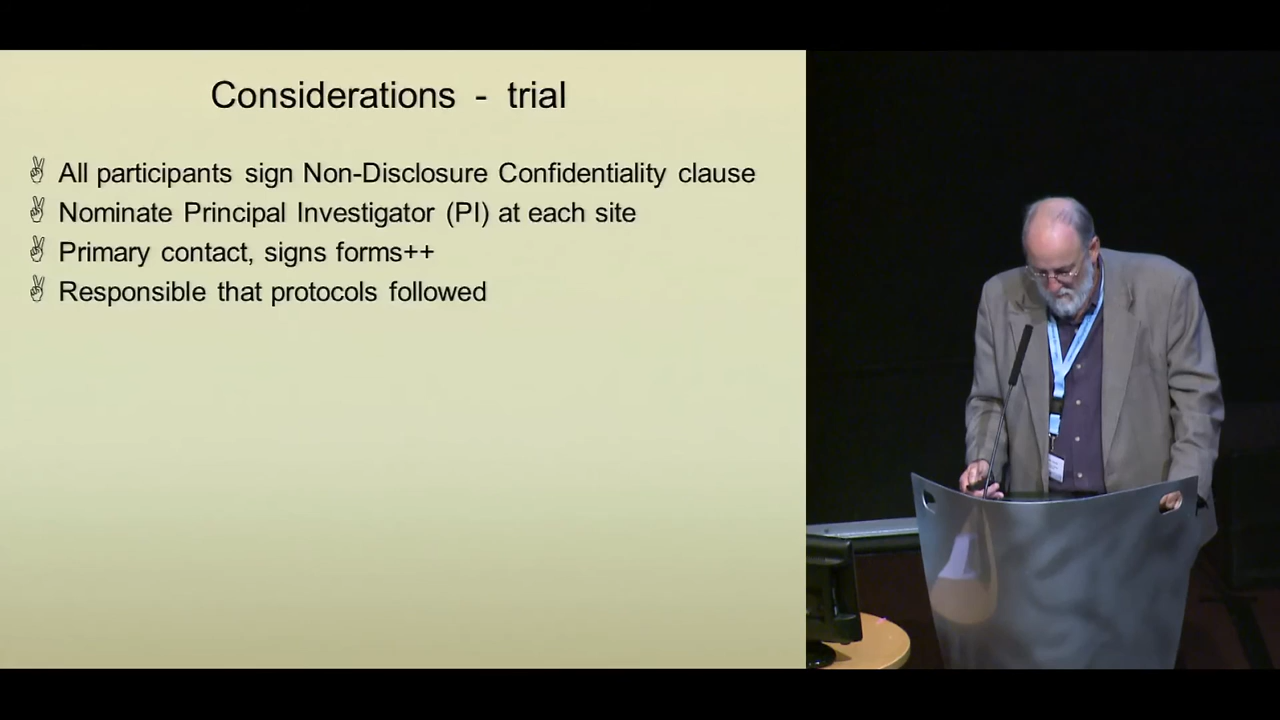 Considerations - trial
✌ All participants sign Non-Disclosure Confidentiality clause
✌ Nominate Principal Investigator (PI) at each site
✌ Primary contact, signs forms++
✌ Responsible that protocols followed